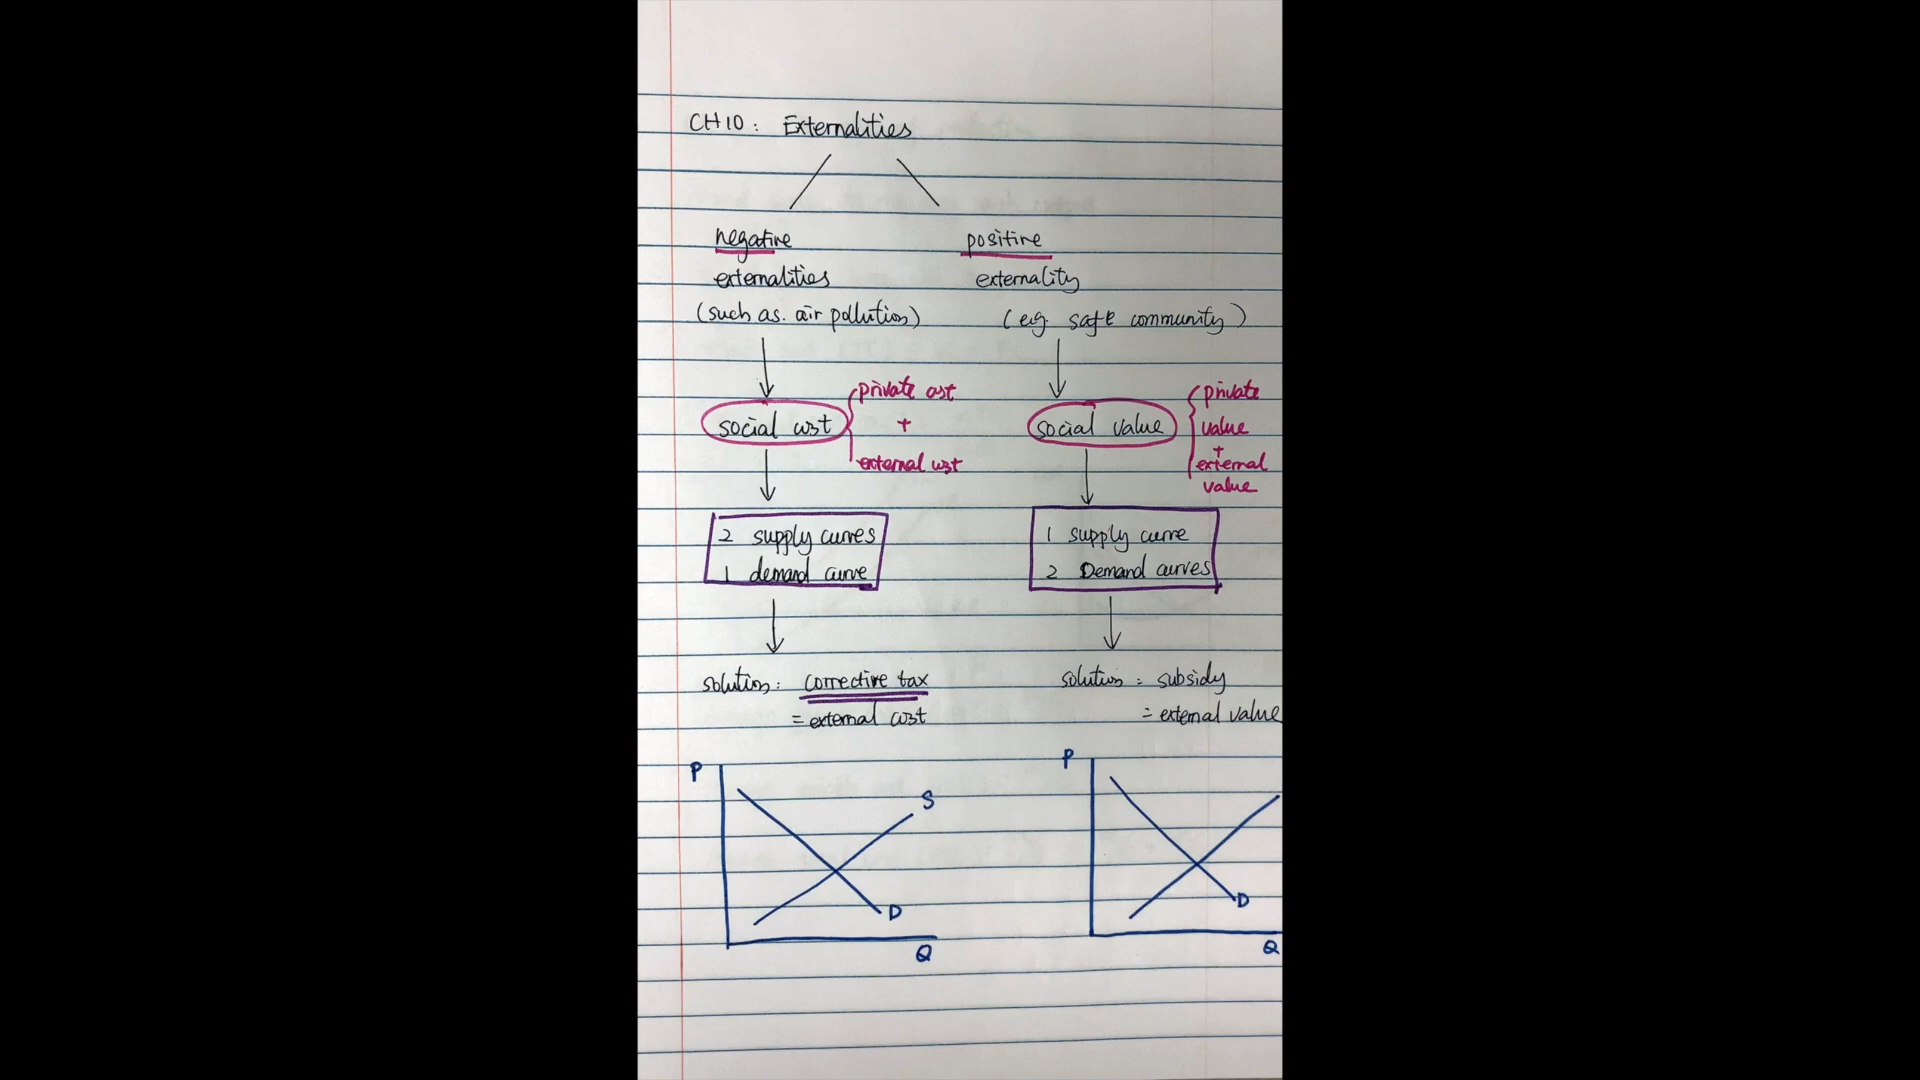 CH10: Externalities
negative
externalities
(such as. air pollution)
social cost
private cost
+
external cost
2 supply curves
1 demand curve
solution: corrective tax
= external cost
P
S
D
Q
positive
externality
(eg. safe community)
social value
private
value
+
external
value
1 supply curve
2 Demand curves
solution: subsidy
= external value
P
D
Q